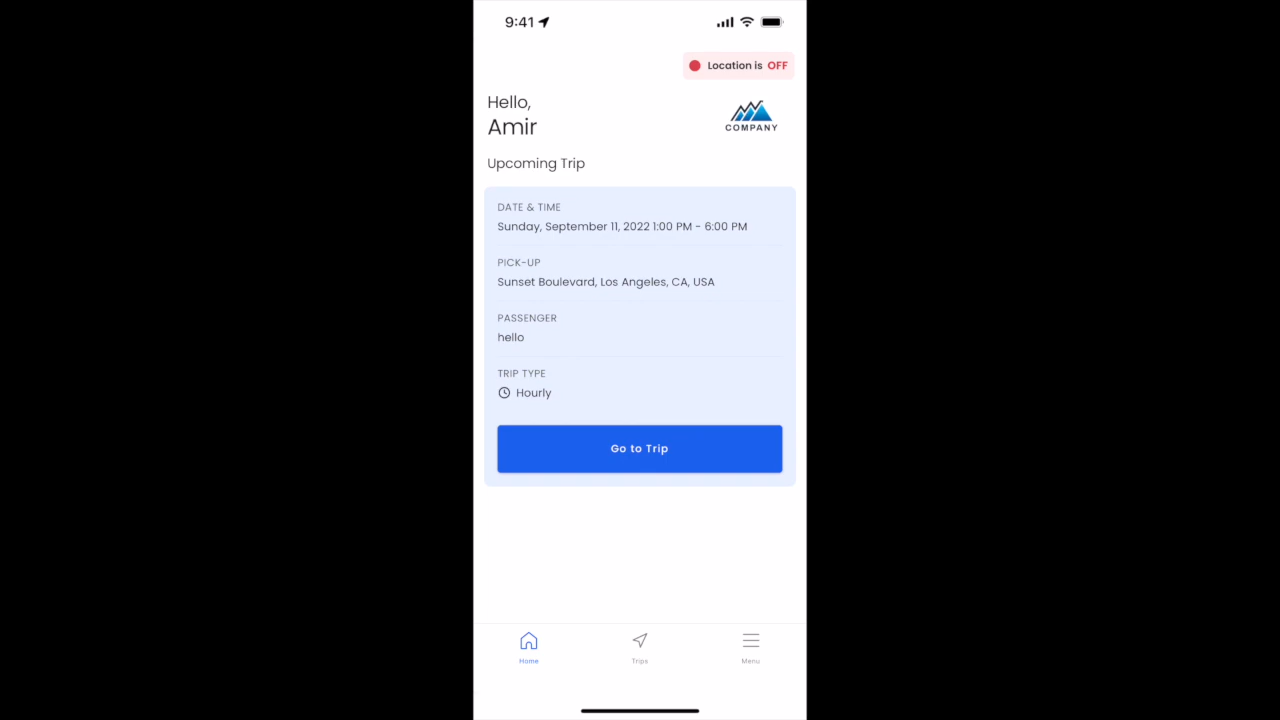 9:41
Location is OFF
Hello,
Amir
COMPANY
Upcoming Trip
DATE & TIME
Sunday, September 11, 2022 1:00 PM - 6:00 PM
PICK-UP
Sunset Boulevard, Los Angeles, CA, USA
PASSENGER
hello
TRIP TYPE
Hourly
Go to Trip
Home Trips Menu